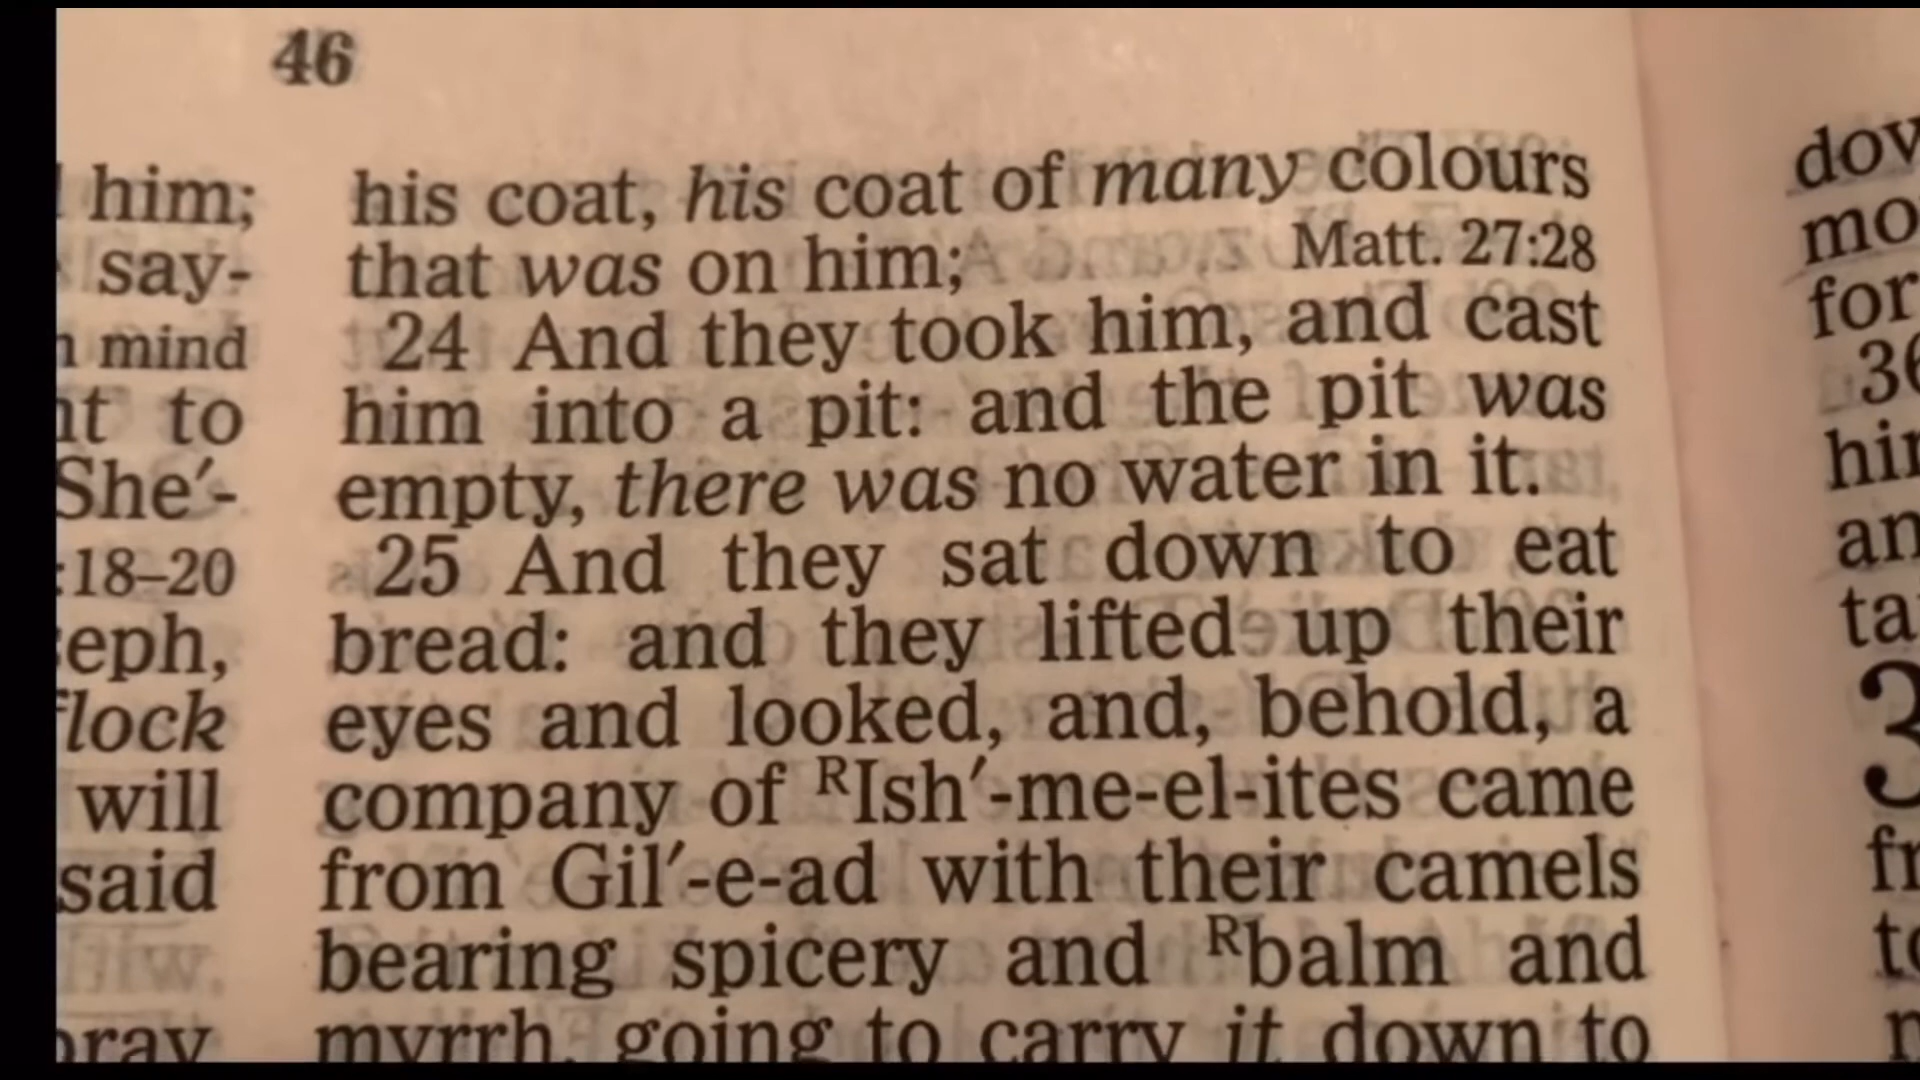 46
him;
say-
mind
to
She′-
:18–20
eph,
flock
will
said
his coat, his coat of many colours
that was on him; Matt. 27:28
24 And they took him, and cast
him into a pit: and the pit was
empty, there was no water in it.
25 And they sat down to eat
bread: and they lifted up their
eyes and looked, and, behold, a
company of RIsh′-me-el-ites came
from Gil′-e-ad with their camels
bearing spicery and Rbalm and
myrrh, going to carry it down to
for
36
3